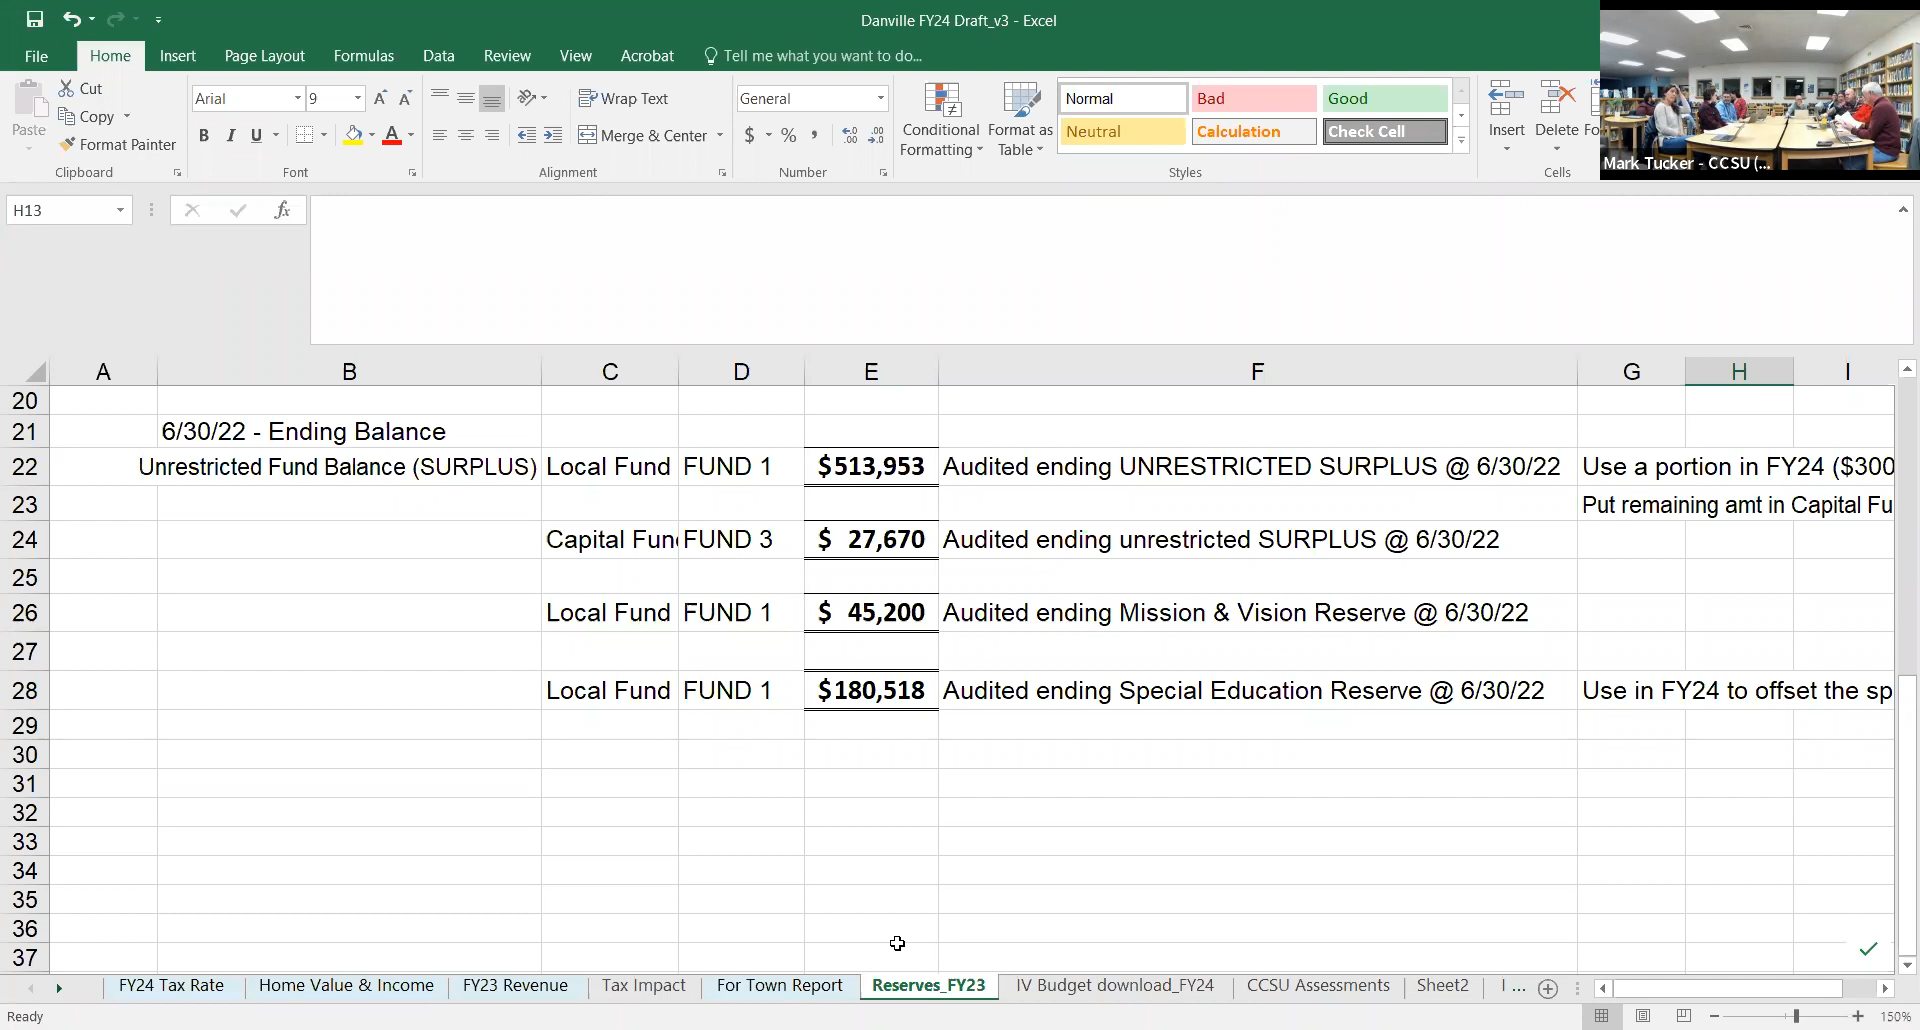 Danville FY24 Draft_v3 - Excel
File Home Insert Page Layout Formulas Data Review View Acrobat Tell me what you want to do...
Cut
Copy
Format Painter
Paste
Clipboard
Arial 9
B I U
Font
Wrap Text
Merge & Center
Alignment
General
$ % ,
Number
Conditional Formatting
Format as Table
Normal Bad Good
Neutral Calculation Check Cell
Styles
Insert Delete Fo
Cells
Mark Tucker - CCSU (...
H13 fx
A B C D E F G H I
20
21 6/30/22 - Ending Balance
22 Unrestricted Fund Balance (SURPLUS) Local Fund FUND 1 $513,953 Audited ending UNRESTRICTED SURPLUS @ 6/30/22 Use a portion in FY24 ($300
23 Put remaining amt in Capital Fu
24 Capital Fun FUND 3 $ 27,670 Audited ending unrestricted SURPLUS @ 6/30/22
25
26 Local Fund FUND 1 $ 45,200 Audited ending Mission & Vision Reserve @ 6/30/22
27
28 Local Fund FUND 1 $180,518 Audited ending Special Education Reserve @ 6/30/22 Use in FY24 to offset the sp
29
30
31
32
33
34
35
36
37
FY24 Tax Rate Home Value & Income FY23 Revenue Tax Impact For Town Report Reserves_FY23 IV Budget download_FY24 CCSU Assessments Sheet2 I ...
Ready 150%